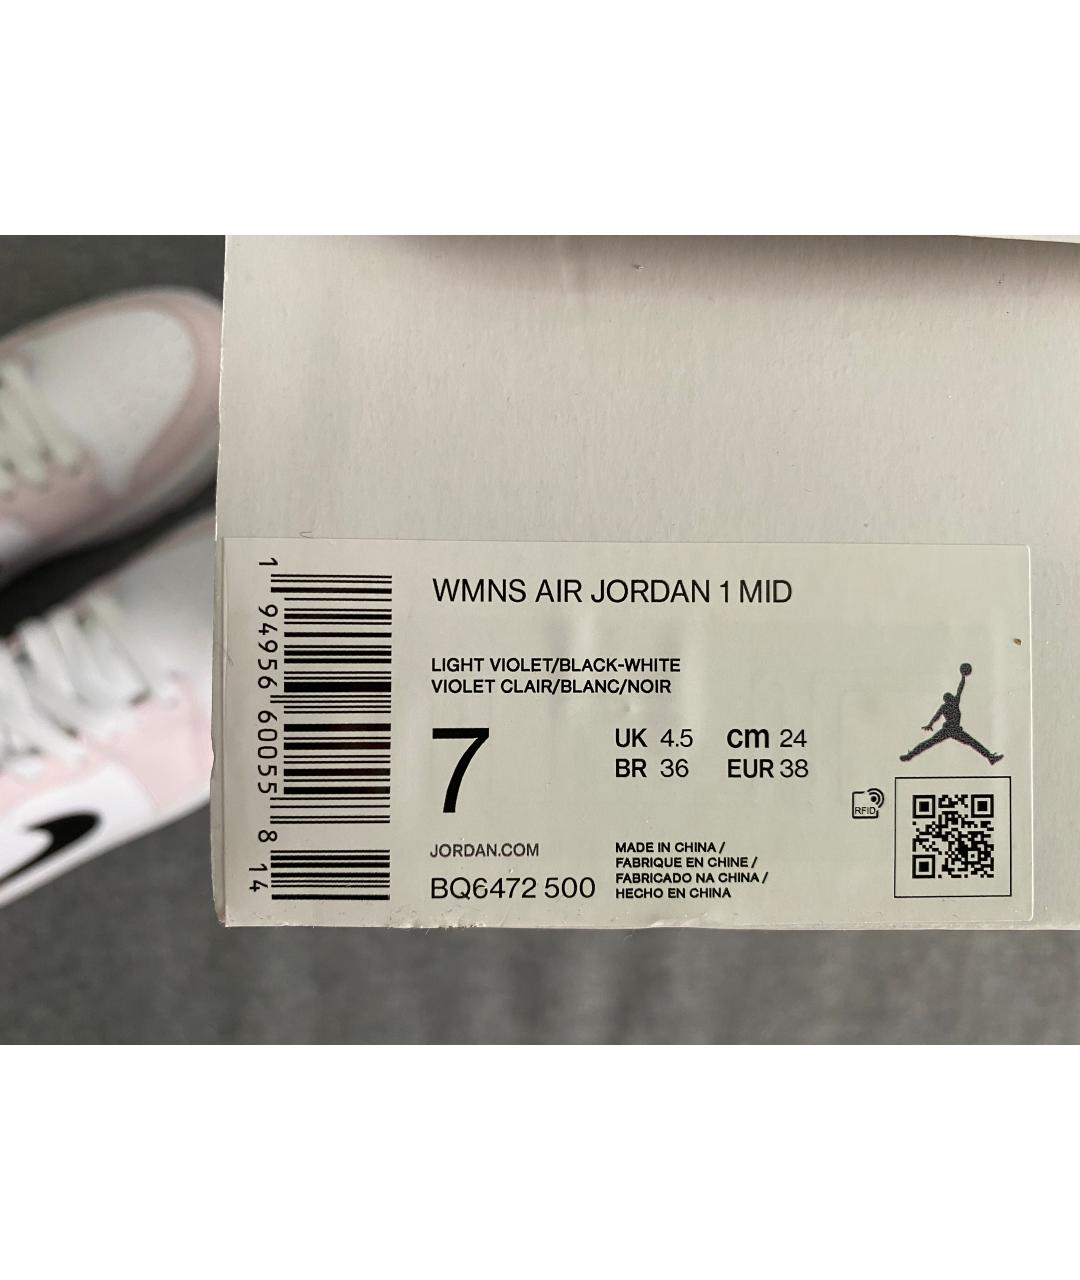 WMNS AIR JORDAN 1 MID
LIGHT VIOLET/BLACK-WHITE
VIOLET CLAIR/BLANC/NOIR
7
UK 4.5 cm 24
BR 36 EUR 38
RFID
JORDAN.COM
BQ6472 500
MADE IN CHINA /
FABRIQUE EN CHINE /
FABRICADO NA CHINA /
HECHO EN CHINA
1 94956 60055 8 14